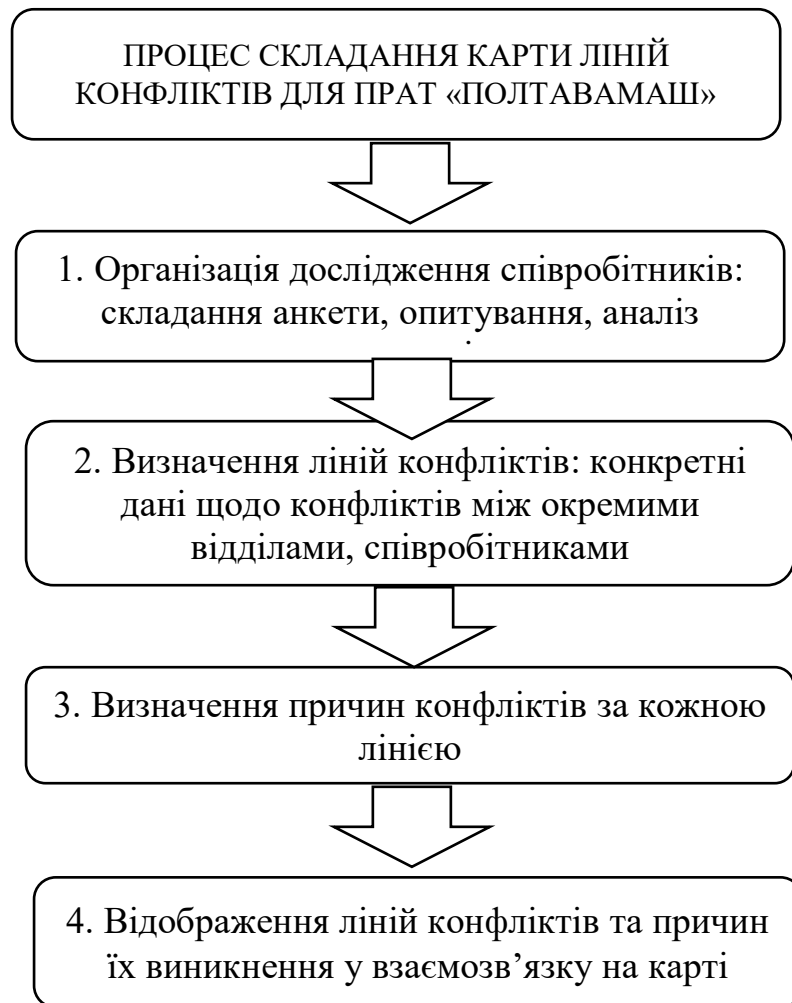 ПРОЦЕС СКЛАДАННЯ КАРТИ ЛІНІЙ
КОНФЛІКТІВ ДЛЯ ПРАТ «ПОЛТАВАМАШ»
1. Організація дослідження співробітників:
складання анкети, опитування, аналіз
2. Визначення ліній конфліктів: конкретні
дані щодо конфліктів між окремими
відділами, співробітниками
3. Визначення причин конфліктів за кожною
лінією
4. Відображення ліній конфліктів та причин
їх виникнення у взаємозв’язку на карті